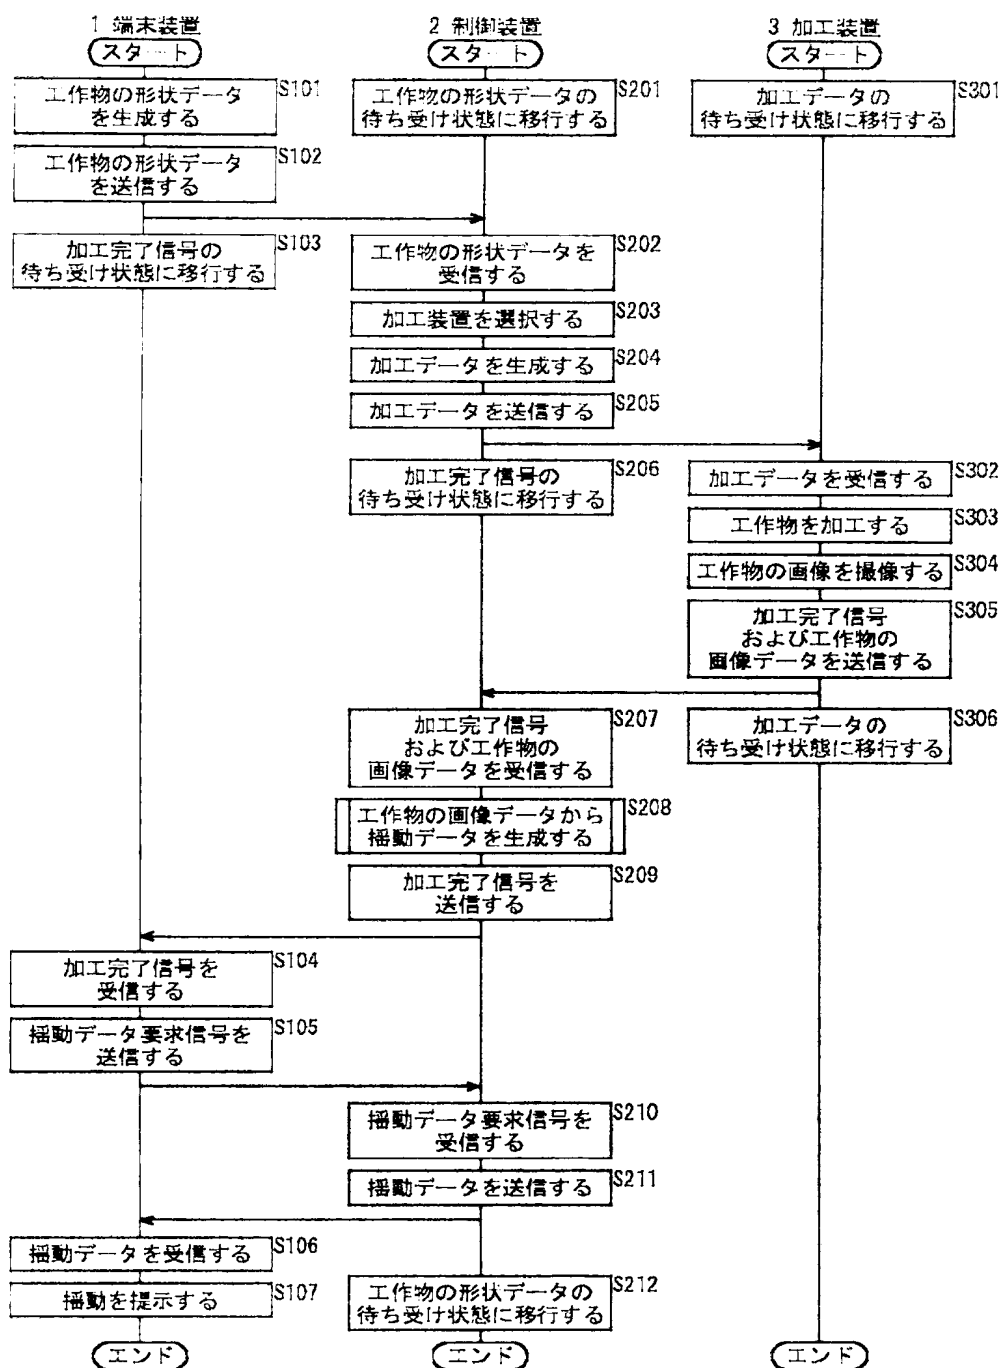 1 端末装置
スタート
工作物の形状データ
を生成する
S101
工作物の形状データ
を送信する
S102
加工完了信号の
待ち受け状態に移行する
S103
加工完了信号を
受信する
S104
揺動データ要求信号を
送信する
S105
揺動データを受信する
S106
揺動を提示する
S107
エンド
2 制御装置
スタート
工作物の形状データの
待ち受け状態に移行する
S201
工作物の形状データを
受信する
S202
加工装置を選択する
S203
加工データを生成する
S204
加工データを送信する
S205
加工完了信号の
待ち受け状態に移行する
S206
加工完了信号
および工作物の
画像データを受信する
S207
工作物の画像データから
揺動データを生成する
S208
加工完了信号を
送信する
S209
揺動データ要求信号を
受信する
S210
揺動データを送信する
S211
工作物の形状データの
待ち受け状態に移行する
S212
エンド
3 加工装置
スタート
加工データの
待ち受け状態に移行する
S301
加工データを受信する
S302
工作物を加工する
S303
工作物の画像を撮像する
S304
加工完了信号
および工作物の
画像データを送信する
S305
加工データの
待ち受け状態に移行する
S306
エンド